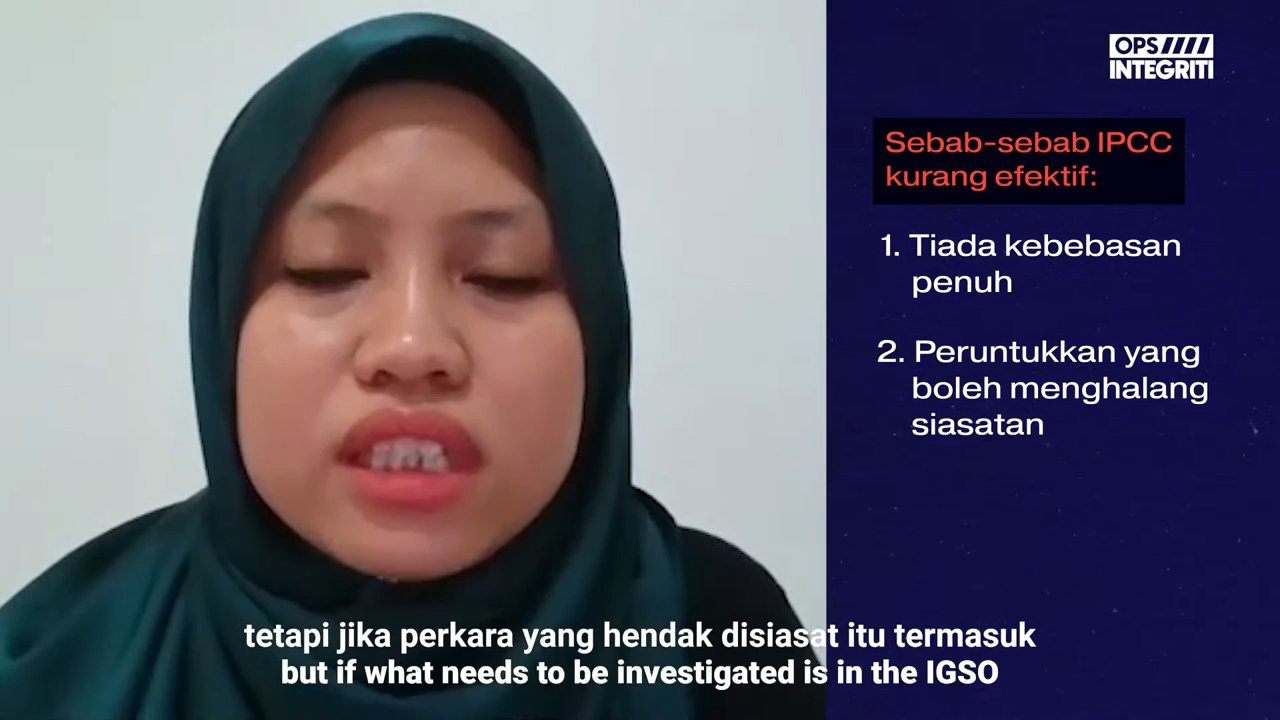 OPS
INTEGRITI
Sebab-sebab IPCC
kurang efektif:
1. Tiada kebebasan
penuh
2. Peruntukkan yang
boleh menghalang
siasatan
tetapi jika perkara yang hendak disiasat itu termasuk
but if what needs to be investigated is in the IGSO